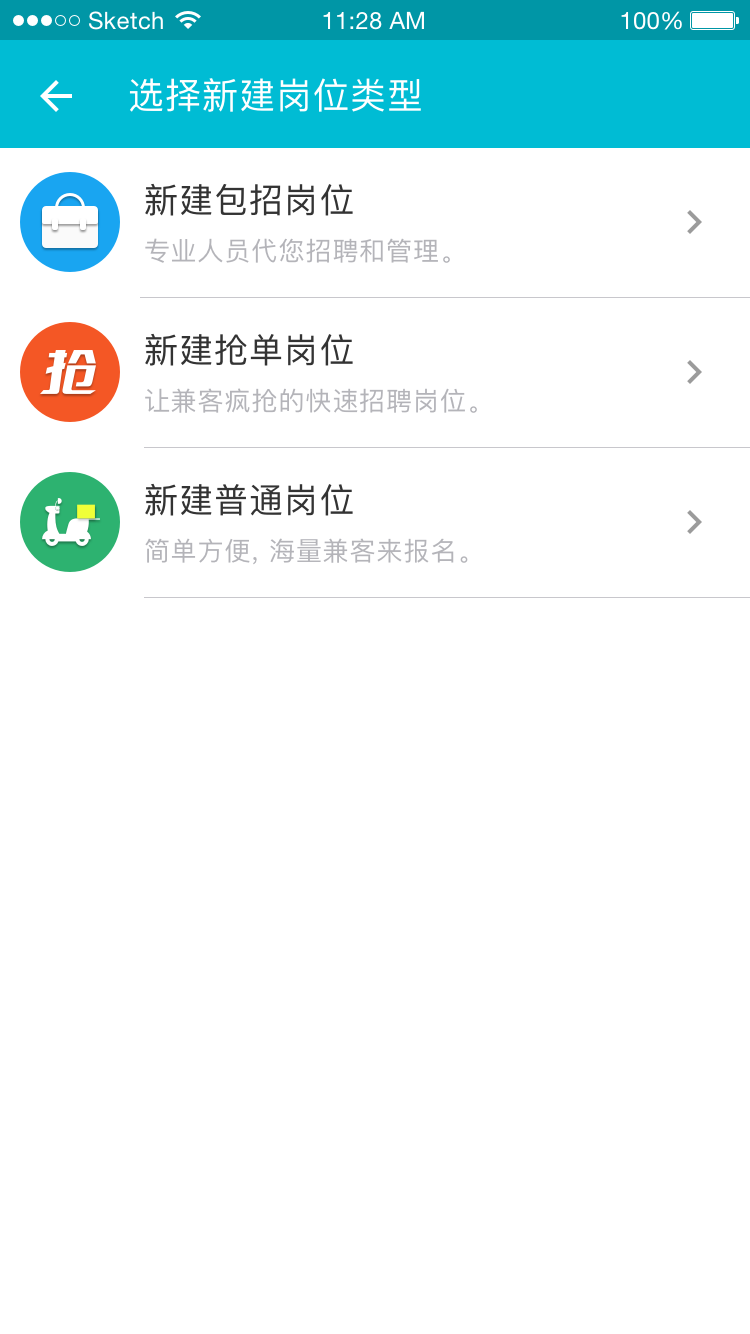 Sketch 11:28 AM 100%
选择新建岗位类型
新建包招岗位
专业人员代您招聘和管理。
抢
新建抢单岗位
让兼客疯抢的快速招聘岗位。
新建普通岗位
简单方便, 海量兼客来报名。